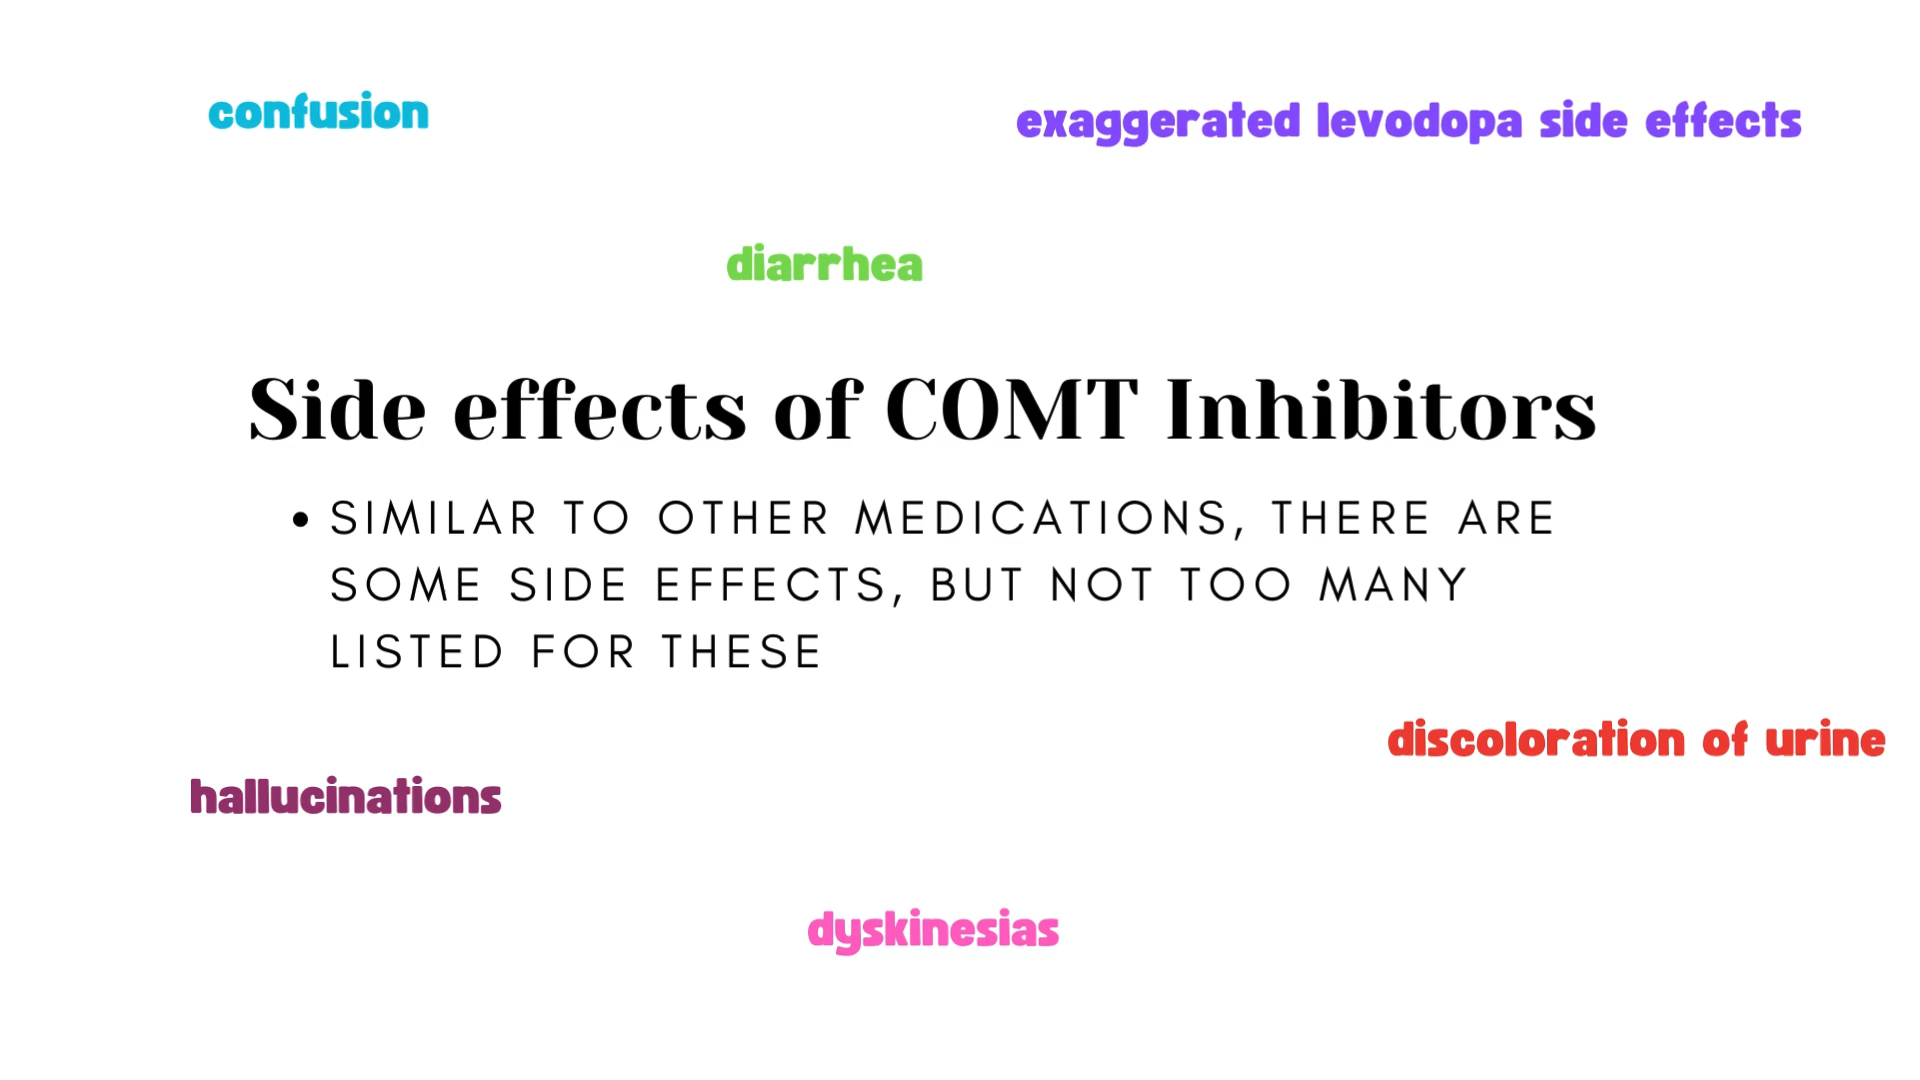 confusion
exaggerated levodopa side effects
diarrhea
Side effects of COMT Inhibitors
• SIMILAR TO OTHER MEDICATIONS, THERE ARE
SOME SIDE EFFECTS, BUT NOT TOO MANY
LISTED FOR THESE
discoloration of urine
hallucinations
dyskinesias